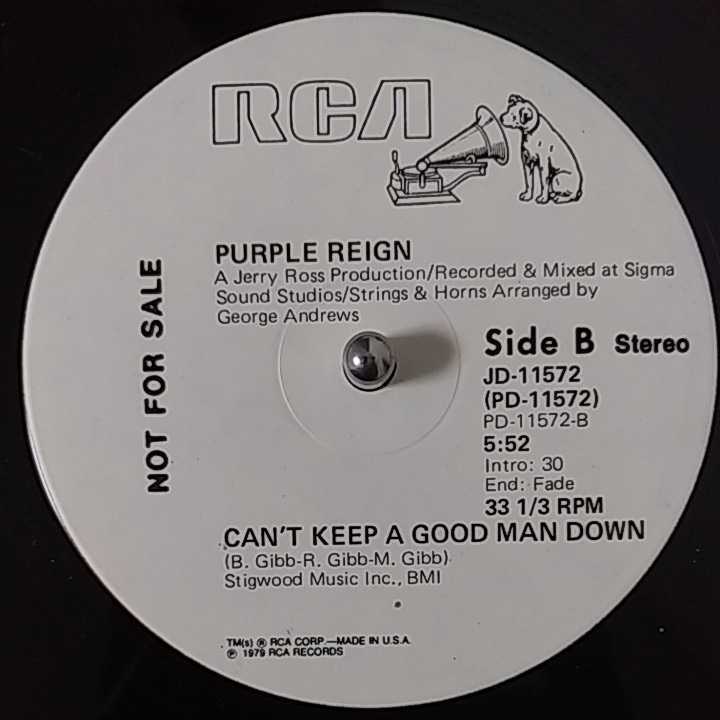 RCA
PURPLE REIGN
A Jerry Ross Production/Recorded & Mixed at Sigma
Sound Studios/Strings & Horns Arranged by
George Andrews
NOT FOR SALE
Side B Stereo
JD-11572
(PD-11572)
PD-11572-B
5:52
Intro: 30
End: Fade
33 1/3 RPM
CAN'T KEEP A GOOD MAN DOWN
(B. Gibb-R. Gibb-M. Gibb)
Stigwood Music Inc., BMI
TM(s) ® RCA CORP.—MADE IN U.S.A.
℗ 1979 RCA RECORDS